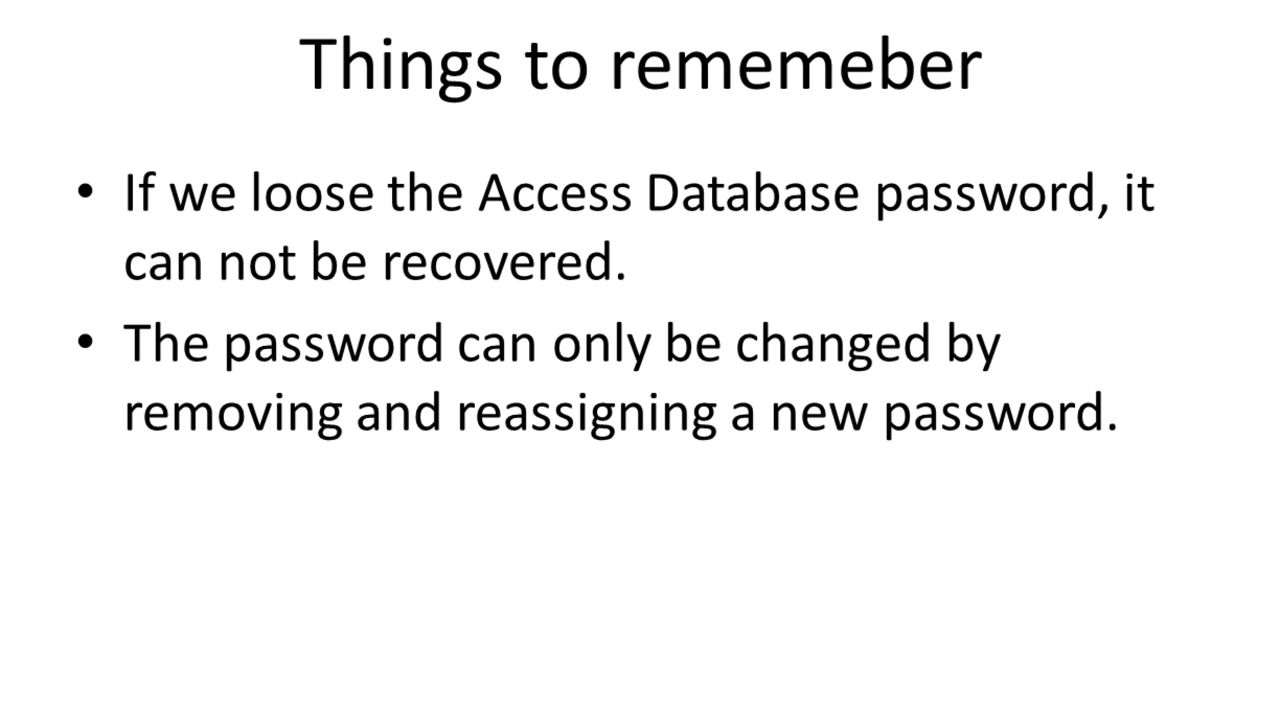 Things to rememeber
• If we loose the Access Database password, it
can not be recovered.
• The password can only be changed by
removing and reassigning a new password.